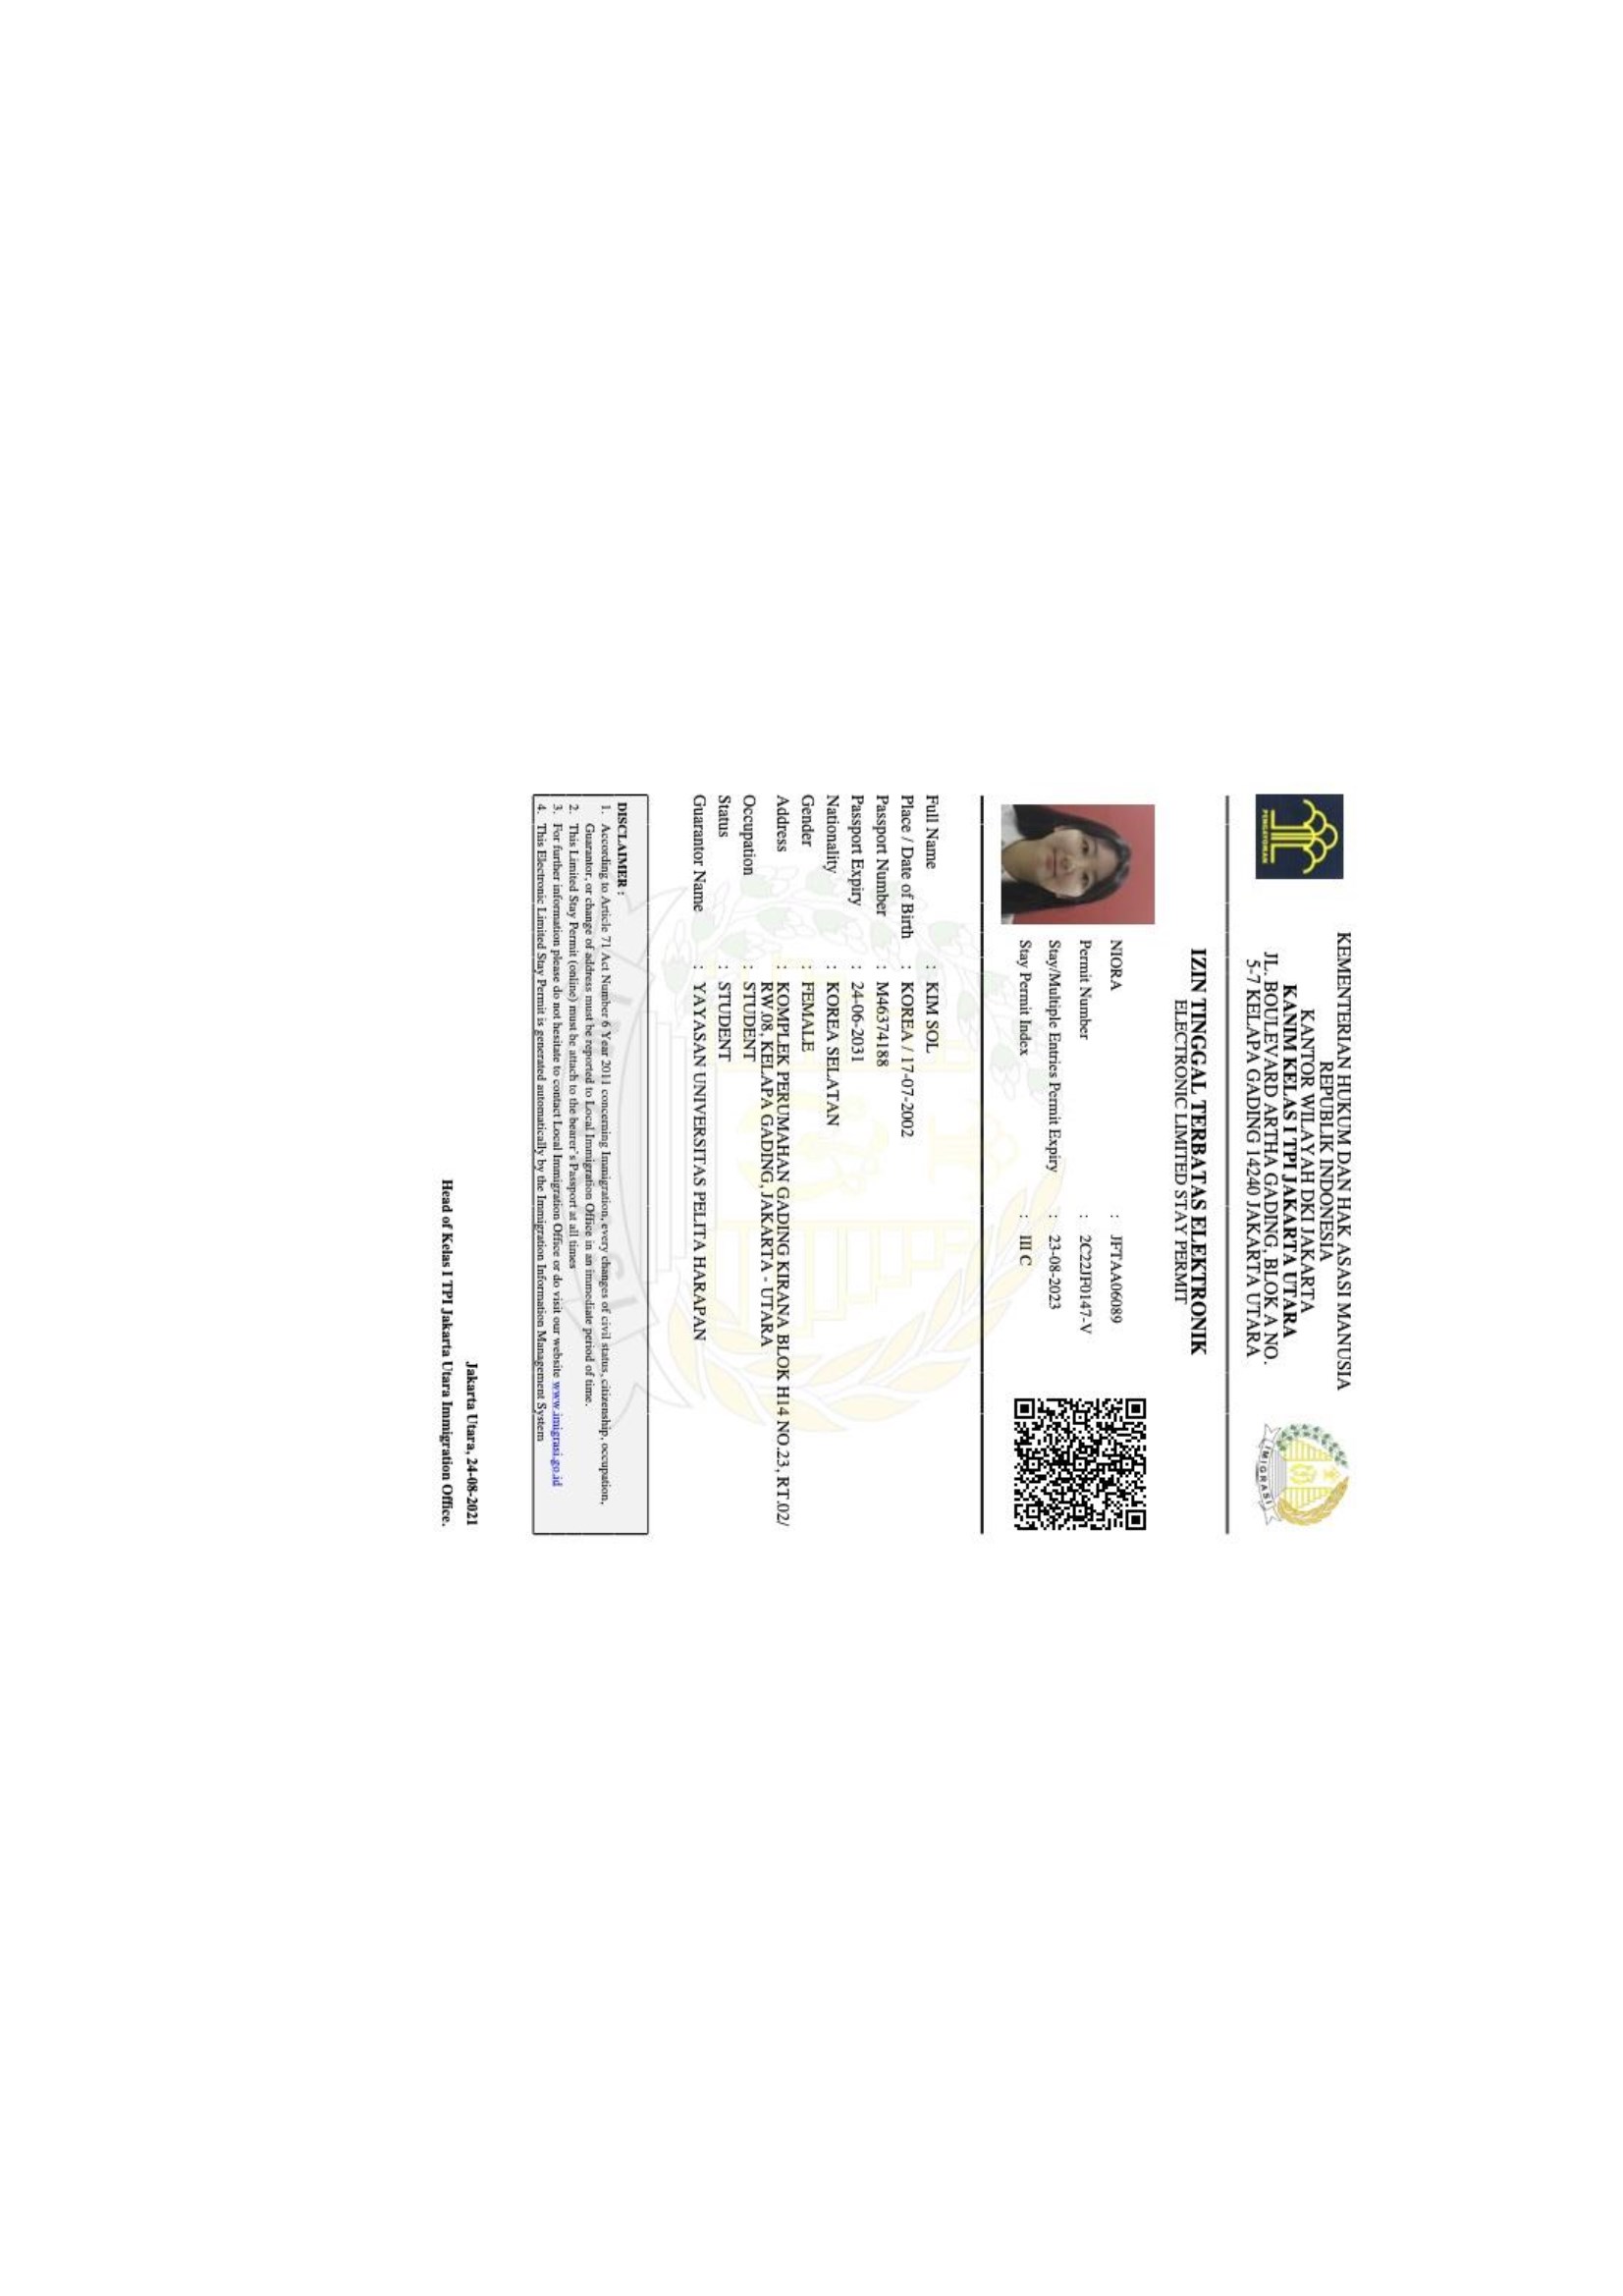 KEMENTERIAN HUKUM DAN HAK ASASI MANUSIA
REPUBLIK INDONESIA
KANTOR WILAYAH DKI JAKARTA
KANIM KELAS I TPI JAKARTA UTARA
JL. BOULEVARD ARTHA GADING, BLOK A NO.
5-7 KELAPA GADING 14240 JAKARTA UTARA
PENGAYOMAN
IMIGRASI
IZIN TINGGAL TERBATAS ELEKTRONIK
ELECTRONIC LIMITED STAY PERMIT
NIORA : JFTAA06089
Permit Number : 2C22JF0147-V
Stay/Multiple Entries Permit Expiry : 23-08-2023
Stay Permit Index : III C
Full Name : KIM SOL
Place / Date of Birth : KOREA / 17-07-2002
Passport Number : M46374188
Passport Expiry : 24-06-2031
Nationality : KOREA SELATAN
Gender : FEMALE
Address : KOMPLEK PERUMAHAN GADING KIRANA BLOK H14 NO.23, RT.02/
RW.08, KELAPA GADING, JAKARTA - UTARA
Occupation : STUDENT
Status : STUDENT
Guarantor Name : YAYASAN UNIVERSITAS PELITA HARAPAN
DISCLAIMER :
1. According to Article 71 Act Number 6 Year 2011 concerning Immigration, every changes of civil status, citizenship, occupation,
Guarantor, or change of address must be reported to Local Immigration Office in an immediate period of time.
2. This Limited Stay Permit (online) must be attach to the bearer's Passport at all times
3. For further information please do not hesitate to contact Local Immigration Office or do visit our website www.imigrasi.go.id
4. This Electronic Limited Stay Permit is generated automatically by the Immigration Information Management System
Jakarta Utara, 24-08-2021
Head of Kelas I TPI Jakarta Utara Immigration Office.